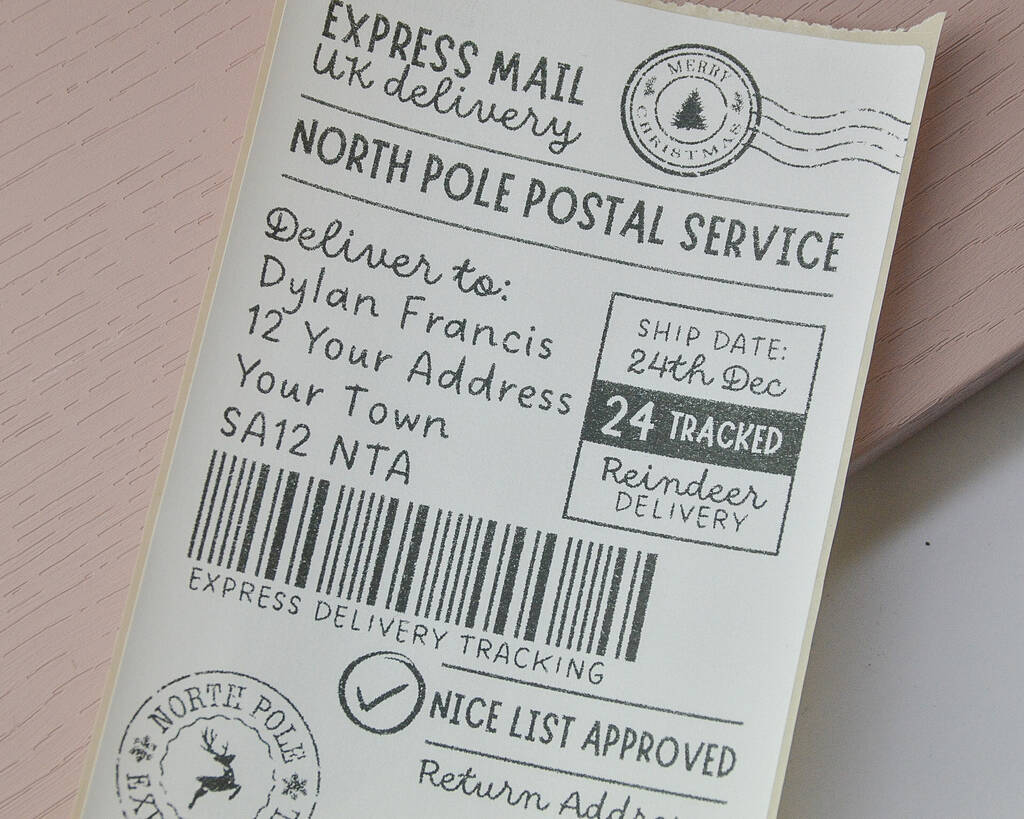 EXPRESS MAIL
UK delivery
MERRY
CHRISTMAS
NORTH POLE POSTAL SERVICE
Deliver to:
Dylan Francis
12 Your Address
Your Town
SA12 NTA
SHIP DATE:
24th Dec
24 TRACKED
Reindeer
DELIVERY
EXPRESS DELIVERY TRACKING
NICE LIST APPROVED
NORTH POLE
Return